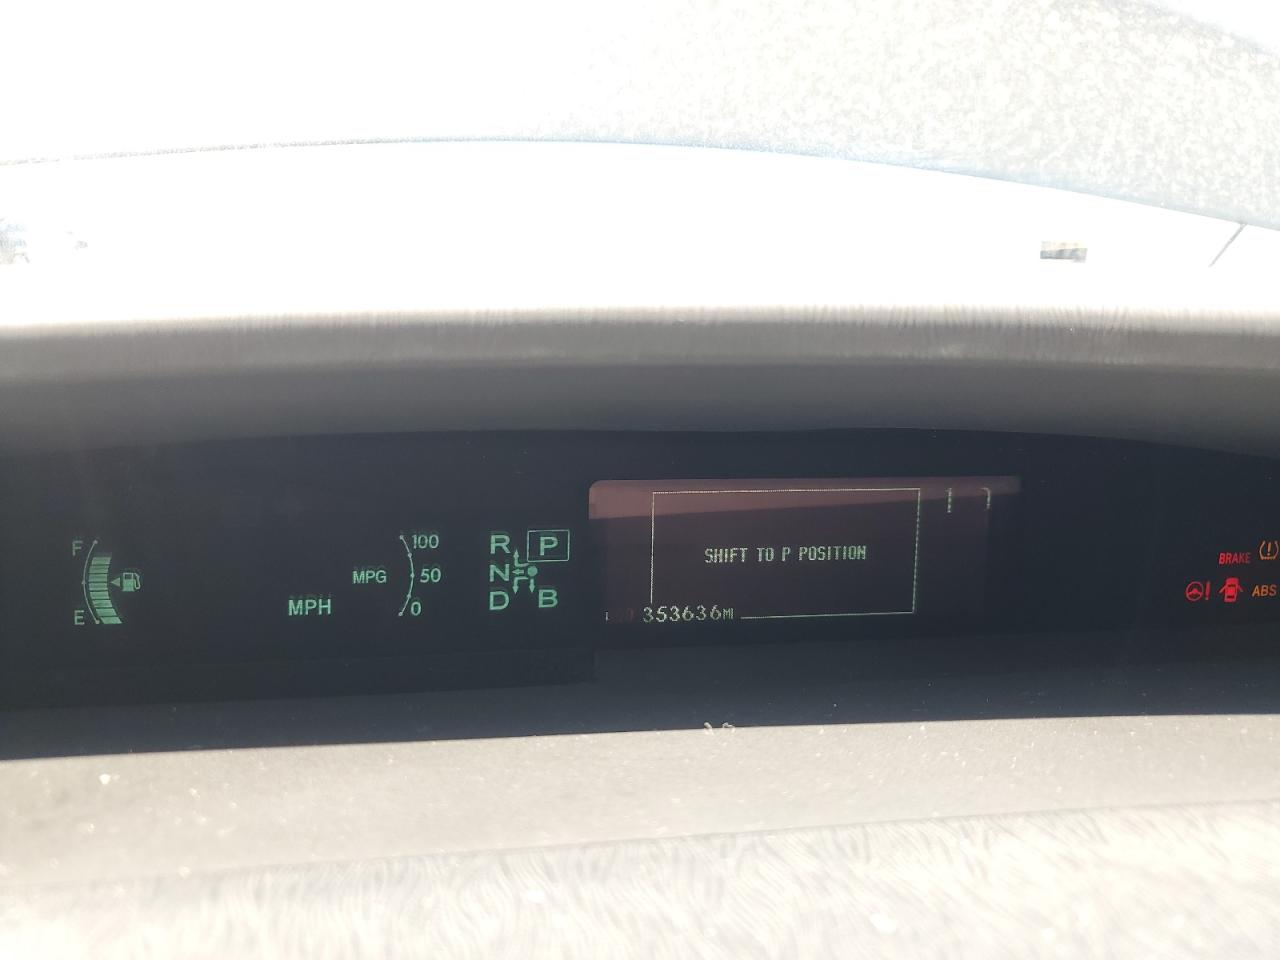 F
E
MPH
MPG
100
50
0
R P
N
D B
SHIFT TO P POSITION
353636MI
BRAKE (!)
! ABS